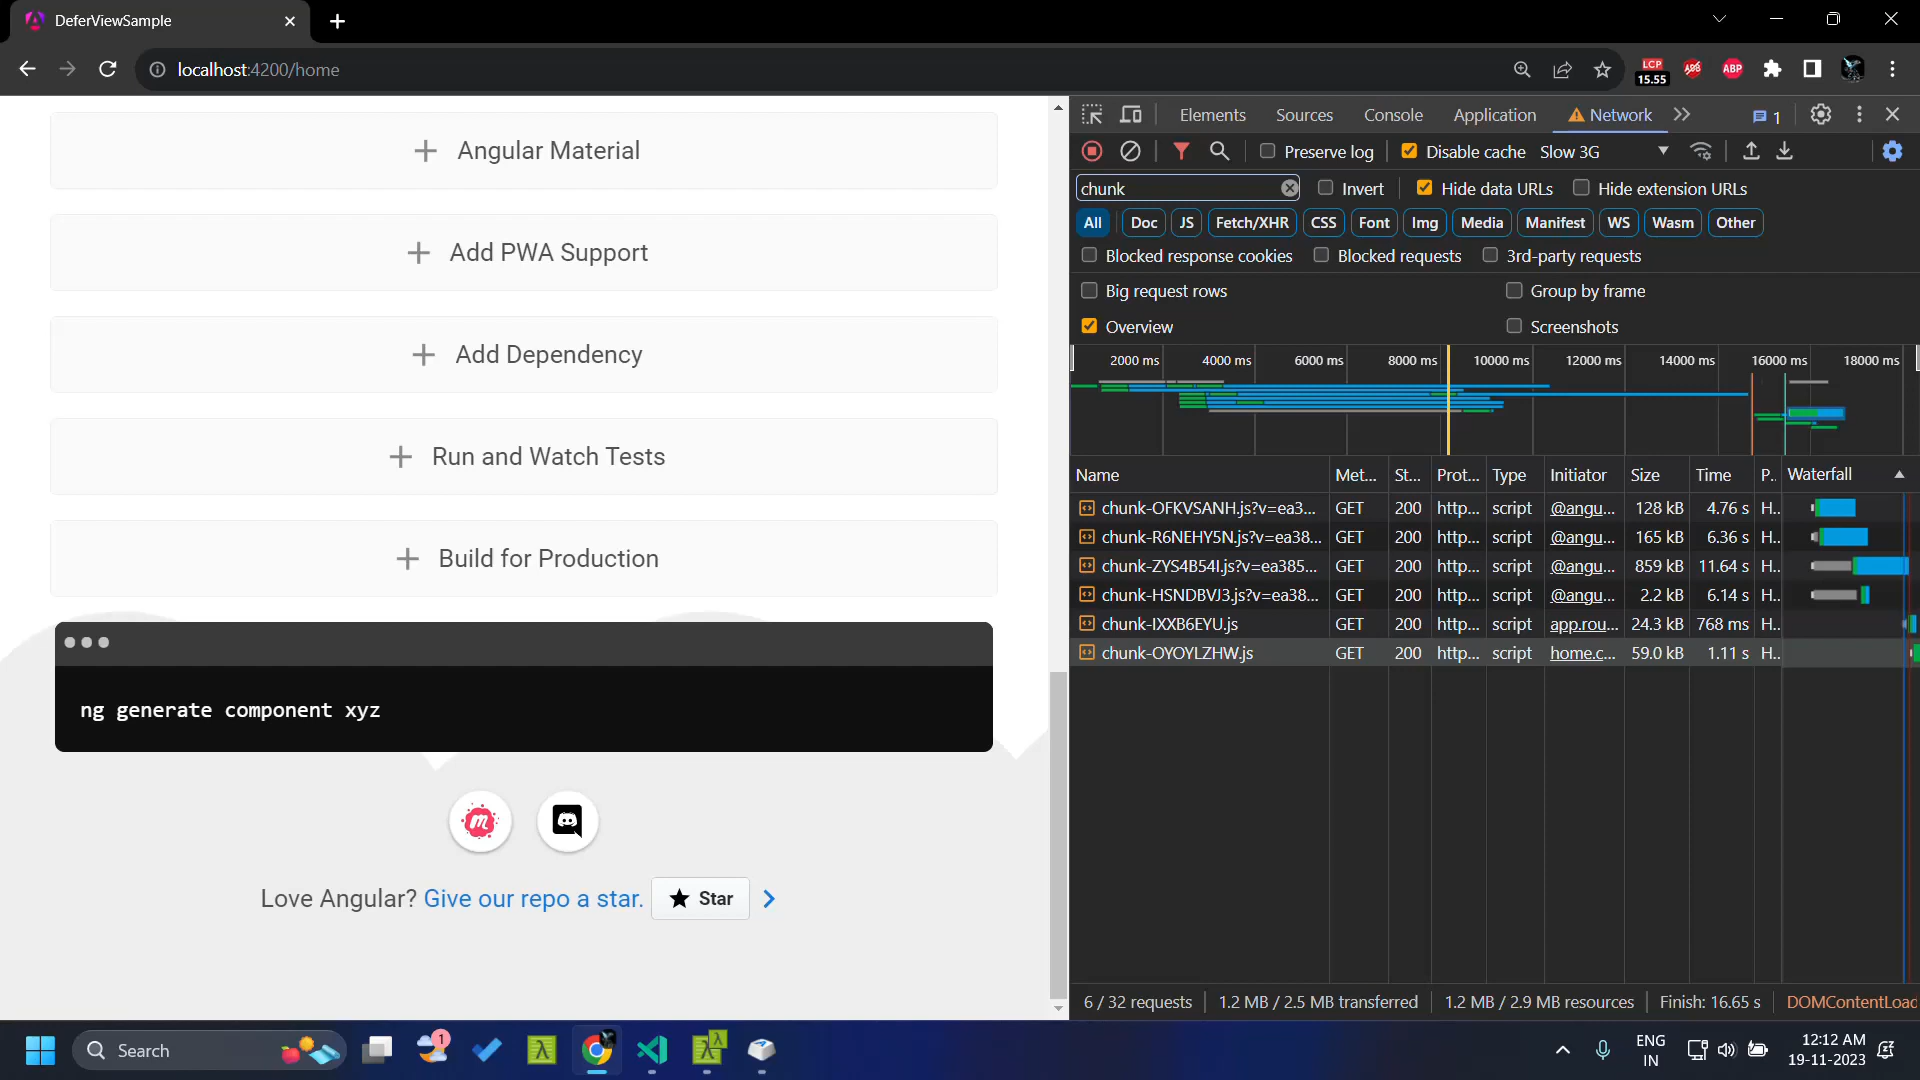 DeferViewSample
localhost:4200/home
LCP
15.55
ABP
Angular Material
Add PWA Support
Add Dependency
Run and Watch Tests
Build for Production
ng generate component xyz
Love Angular? Give our repo a star. Star
Elements Sources Console Application Network 1
Preserve log Disable cache Slow 3G
chunk Invert Hide data URLs Hide extension URLs
All Doc JS Fetch/XHR CSS Font Img Media Manifest WS Wasm Other
Blocked response cookies Blocked requests 3rd-party requests
Big request rows Group by frame
Overview Screenshots
2000 ms 4000 ms 6000 ms 8000 ms 10000 ms 12000 ms 14000 ms 16000 ms 18000 ms
Name Met... St... Prot... Type Initiator Size Time P.. Waterfall
chunk-OFKVSANH.js?v=ea3... GET 200 http... script @angu... 128 kB 4.76 s H..
chunk-R6NEHY5N.js?v=ea38... GET 200 http... script @angu... 165 kB 6.36 s H..
chunk-ZYS4B54I.js?v=ea385... GET 200 http... script @angu... 859 kB 11.64 s H..
chunk-HSNDBVJ3.js?v=ea38... GET 200 http... script @angu... 2.2 kB 6.14 s H..
chunk-IXXB6EYU.js GET 200 http... script app.rou... 24.3 kB 768 ms H..
chunk-OYOYLZHW.js GET 200 http... script home.c... 59.0 kB 1.11 s H..
6 / 32 requests 1.2 MB / 2.5 MB transferred 1.2 MB / 2.9 MB resources Finish: 16.65 s DOMContentLoad
Search
1
ENG
IN
12:12 AM
19-11-2023